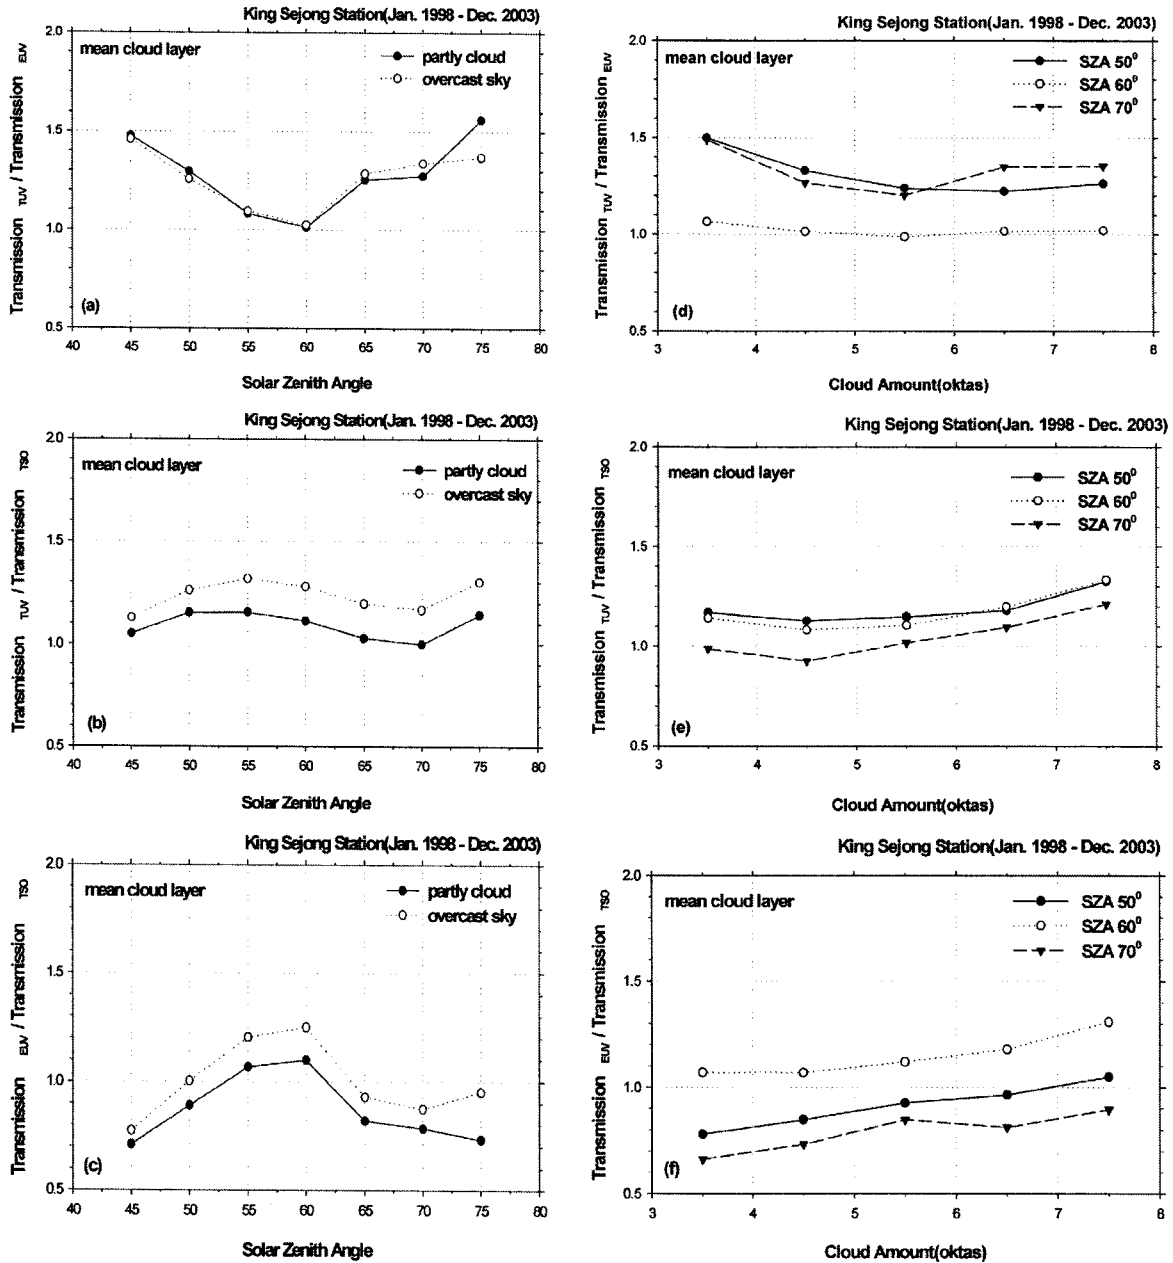 King Sejong Station(Jan. 1998 - Dec. 2003)
mean cloud layer
partly cloud
overcast sky
Transmission TUV / Transmission EUV
2.0
1.5
1.0
0.5
(a)
40 45 50 55 60 65 70 75 80
Solar Zenith Angle
King Sejong Station(Jan. 1998 - Dec. 2003)
mean cloud layer
SZA 50⁰
SZA 60⁰
SZA 70⁰
Transmission TUV / Transmission EUV
2.0
1.5
1.0
0.5
(d)
3 4 5 6 7 8
Cloud Amount(oktas)
King Sejong Station(Jan. 1998 - Dec. 2003)
mean cloud layer
partly cloud
overcast sky
Transmission TUV / Transmission TSO
2.0
1.5
1.0
0.5
(b)
40 45 50 55 60 65 70 75 80
Solar Zenith Angle
King Sejong Station(Jan. 1998 - Dec. 2003)
mean cloud layer
SZA 50⁰
SZA 60⁰
SZA 70⁰
Transmission TUV / Transmission TSO
2.0
1.5
1.0
0.5
(e)
3 4 5 6 7 8
Cloud Amount(oktas)
King Sejong Station(Jan. 1998 - Dec. 2003)
mean cloud layer
partly cloud
overcast sky
Transmission EUV / Transmission TSO
2.0
1.5
1.0
0.5
(c)
40 45 50 55 60 65 70 75 80
Solar Zenith Angle
King Sejong Station(Jan. 1998 - Dec. 2003)
mean cloud layer
SZA 50⁰
SZA 60⁰
SZA 70⁰
Transmission EUV / Transmission TSO
2.0
1.5
1.0
0.5
(f)
3 4 5 6 7 8
Cloud Amount(oktas)